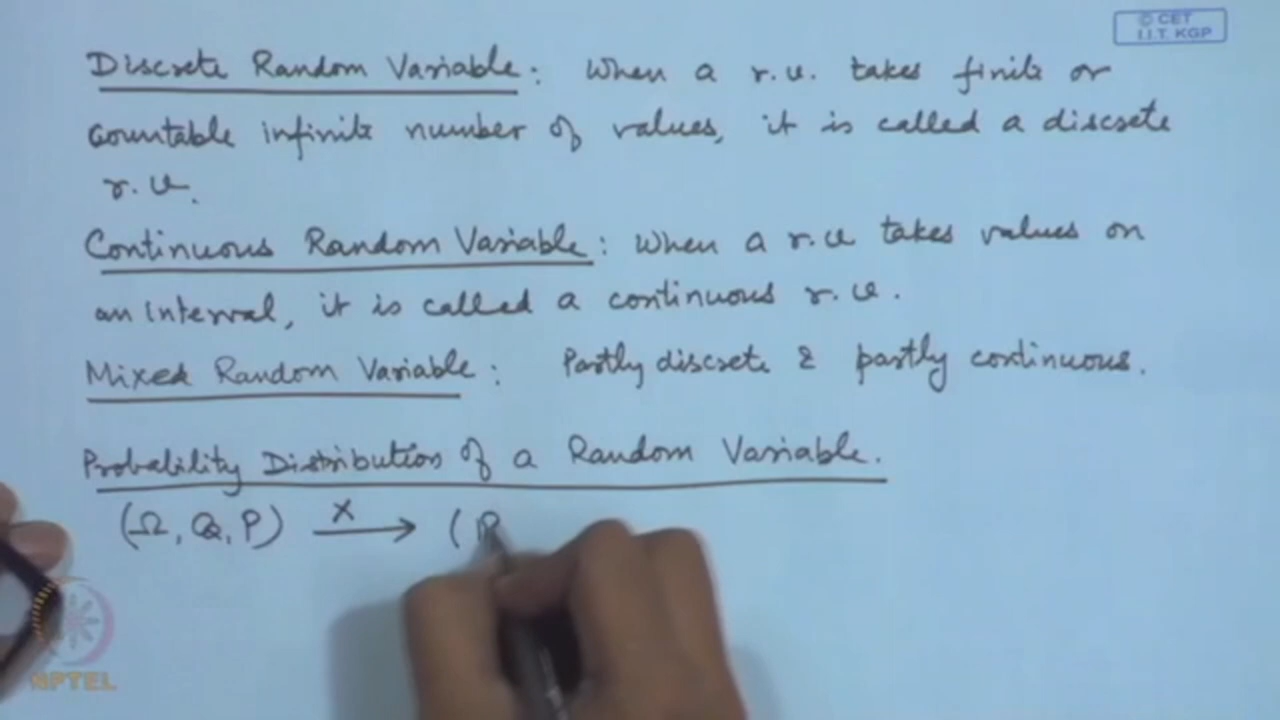 © CET
I.I.T. KGP
Discrete Random Variable: When a r.v. takes finite or
countable infinite number of values, it is called a discrete
r.v.
Continuous Random Variable: When a r.v takes values on
an interval, it is called a continuous r.v.
Mixed Random Variable: Partly discrete & partly continuous.
Probability Distribution of a Random Variable.
(Ω, Q, P) X → (R
NPTEL